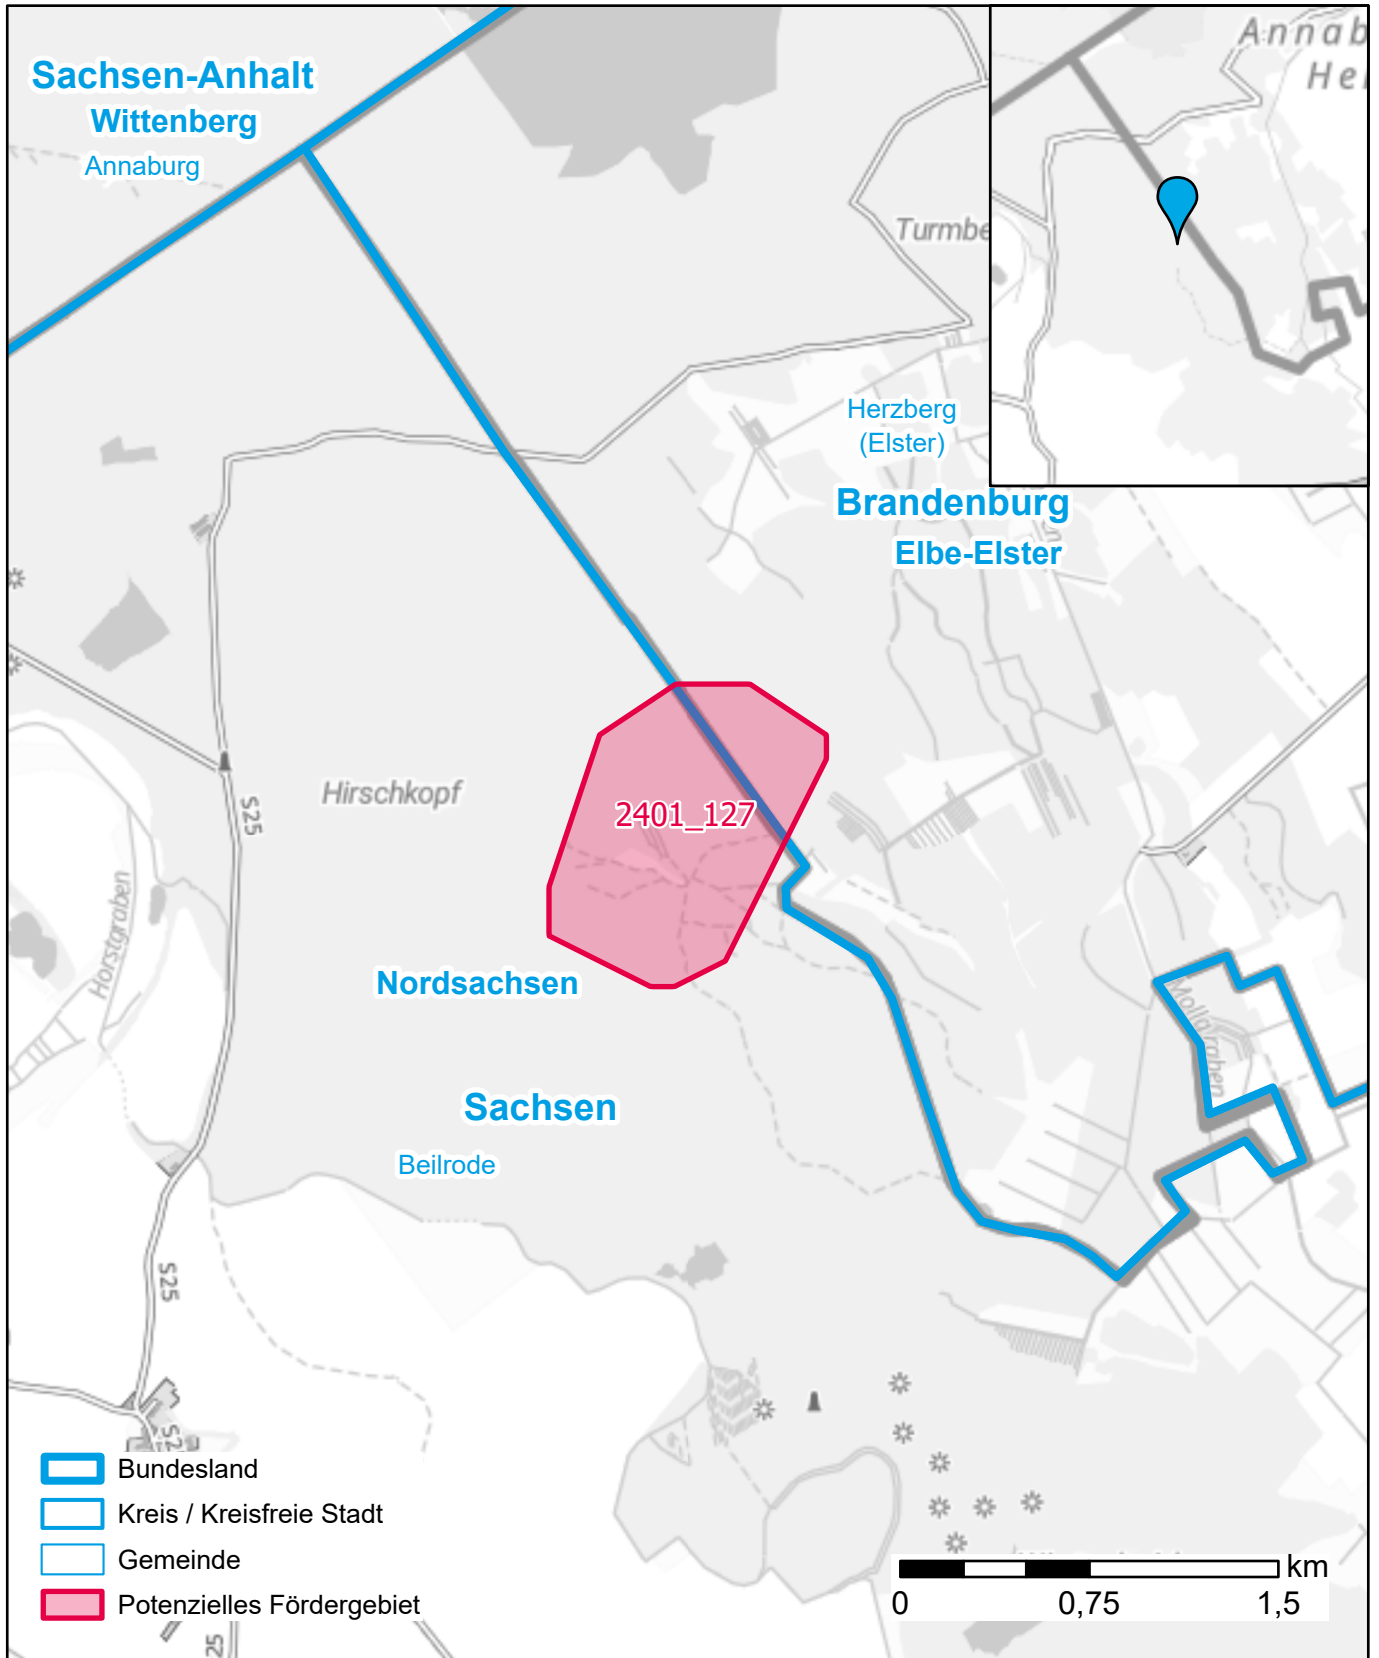 Sachsen-Anhalt
Wittenberg
Annaburg
Annab
He
Turmbe
Herzberg
(Elster)
Brandenburg
Elbe-Elster
Hirschkopf
2401_127
S25
Horstgraben
Nordsachsen
Sachsen
Beilrode
S25
Bundesland
Kreis / Kreisfreie Stadt
Gemeinde
Potenzielles Fördergebiet
km
0 0,75 1,5
25